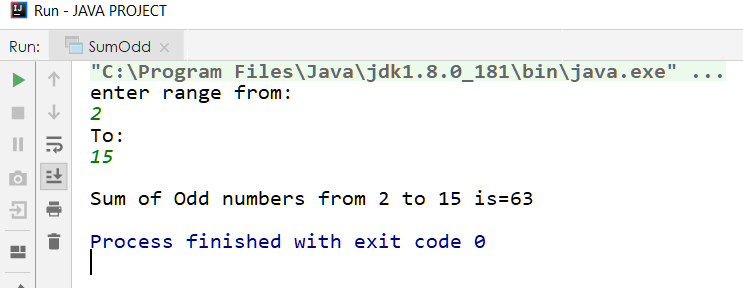 Run - JAVA PROJECT
Run: SumOdd
"C:\Program Files\Java\jdk1.8.0_181\bin\java.exe" ...
enter range from:
2
To:
15
Sum of Odd numbers from 2 to 15 is=63
Process finished with exit code 0